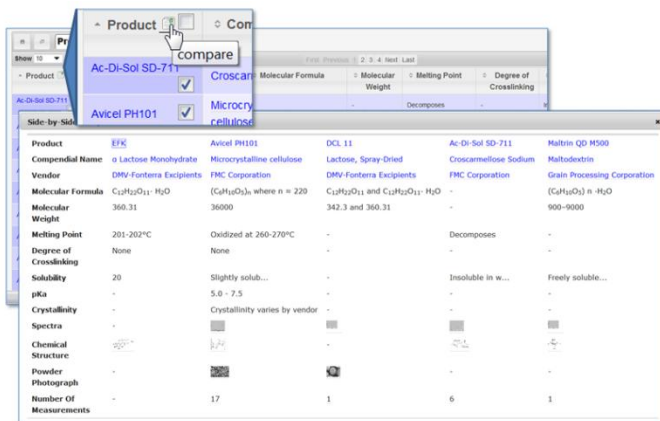 Product
Com
compare
Ac-Di-Sol SD-711
Croscar
Avicel PH101
Microcry
cellulose
Pr
Show 10
First Previous 1 2 3 4 Next Last
Product
Molecular Formula
Molecular Weight
Melting Point
Degree of Crosslinking
Ac-Di-Sol SD-711
-
Decomposes
-
Side-by-Sid
Product EFK Avicel PH101 DCL 11 Ac-Di-Sol SD-711 Maltrin QD M500
Compendial Name α Lactose Monohydrate Microcrystalline cellulose Lactose, Spray-Dried Croscarmellose Sodium Maltodextrin
Vendor DMV-Fonterra Excipients FMC Corporation DMV-Fonterra Excipients FMC Corporation Grain Processing Corporation
Molecular Formula C₁₂H₂₂O₁₁· H₂O (C₆H₁₀O₅)ₙ where n = 220 C₁₂H₂₂O₁₁ and C₁₂H₂₂O₁₁· H₂O - (C₆H₁₀O₅) n ·H₂O
Molecular Weight 360.31 36000 342.3 and 360.31 - 900-9000
Melting Point 201-202°C Oxidized at 260-270°C - Decomposes -
Degree of Crosslinking None None - - -
Solubility 20 Slightly solub... - Insoluble in w... Freely soluble...
pKa - 5.0 - 7.5 - - -
Crystallinity - Crystallinity varies by vendor - - -
Spectra -
Chemical Structure -
Powder Photograph - - -
Number Of Measurements - 17 1 6 1